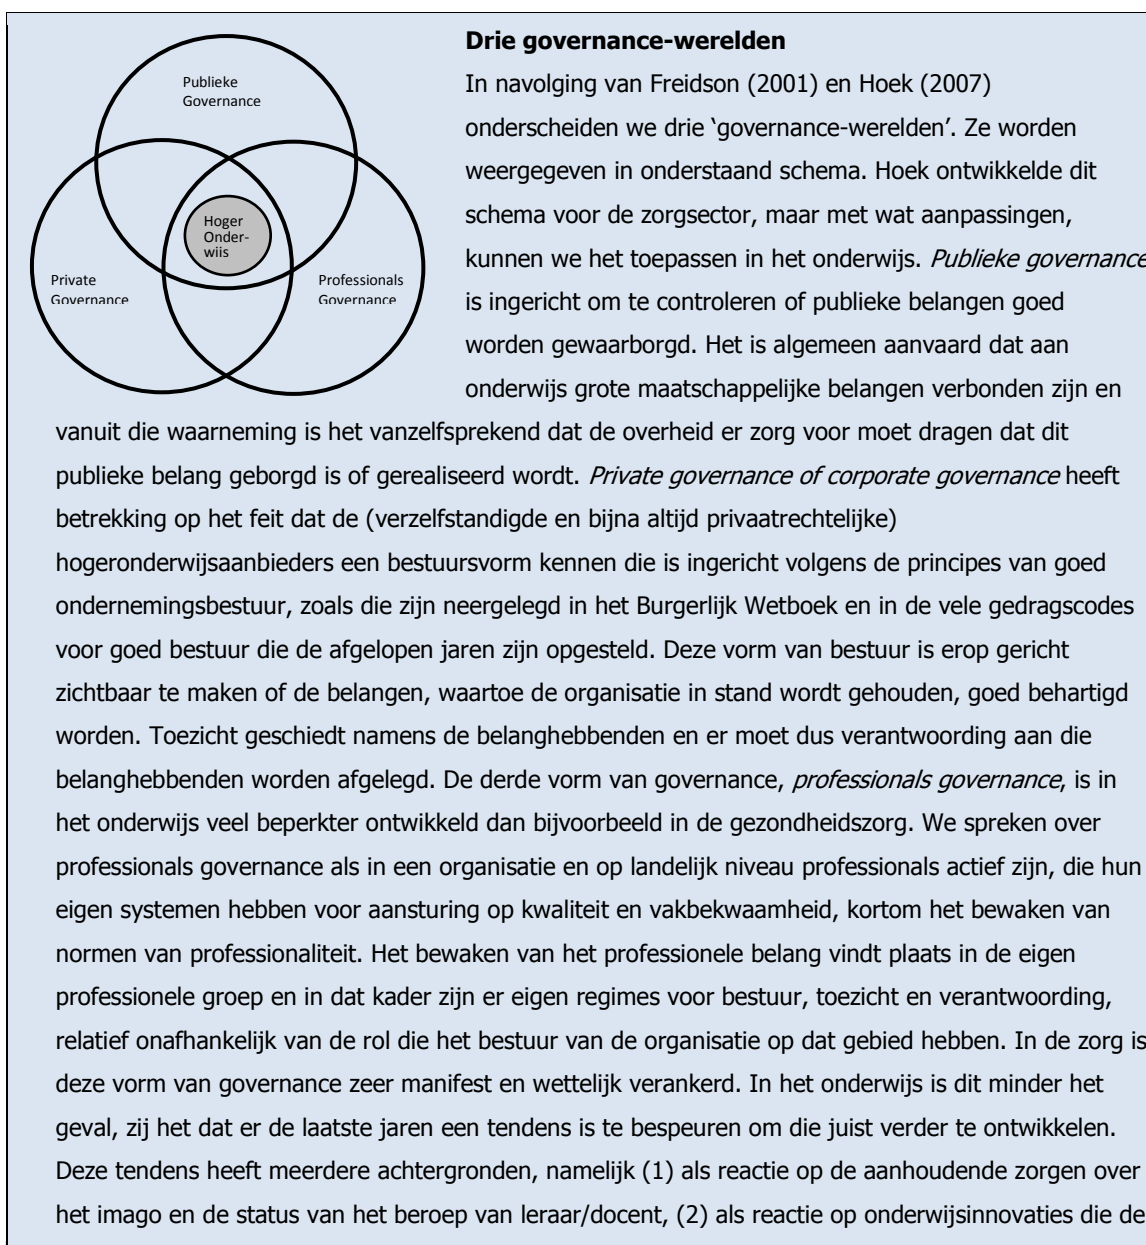 Drie governance-werelden
In navolging van Freidson (2001) en Hoek (2007)
onderscheiden we drie ‘governance-werelden’. Ze worden
weergegeven in onderstaand schema. Hoek ontwikkelde dit
schema voor de zorgsector, maar met wat aanpassingen,
kunnen we het toepassen in het onderwijs. Publieke governance
is ingericht om te controleren of publieke belangen goed
worden gewaarborgd. Het is algemeen aanvaard dat aan
onderwijs grote maatschappelijke belangen verbonden zijn en
Publieke
Governance
Hoger
Onder-
wijs
Private
Governance
Professionals
Governance
vanuit die waarneming is het vanzelfsprekend dat de overheid er zorg voor moet dragen dat dit
publieke belang geborgd is of gerealiseerd wordt. Private governance of corporate governance heeft
betrekking op het feit dat de (verzelfstandigde en bijna altijd privaatrechtelijke)
hogeronderwijsaanbieders een bestuursvorm kennen die is ingericht volgens de principes van goed
ondernemingsbestuur, zoals die zijn neergelegd in het Burgerlijk Wetboek en in de vele gedragscodes
voor goed bestuur die de afgelopen jaren zijn opgesteld. Deze vorm van bestuur is erop gericht
zichtbaar te maken of de belangen, waartoe de organisatie in stand wordt gehouden, goed behartigd
worden. Toezicht geschiedt namens de belanghebbenden en er moet dus verantwoording aan die
belanghebbenden worden afgelegd. De derde vorm van governance, professionals governance, is in
het onderwijs veel beperkter ontwikkeld dan bijvoorbeeld in de gezondheidszorg. We spreken over
professionals governance als in een organisatie en op landelijk niveau professionals actief zijn, die hun
eigen systemen hebben voor aansturing op kwaliteit en vakbekwaamheid, kortom het bewaken van
normen van professionaliteit. Het bewaken van het professionele belang vindt plaats in de eigen
professionele groep en in dat kader zijn er eigen regimes voor bestuur, toezicht en verantwoording,
relatief onafhankelijk van de rol die het bestuur van de organisatie op dat gebied hebben. In de zorg is
deze vorm van governance zeer manifest en wettelijk verankerd. In het onderwijs is dit minder het
geval, zij het dat er de laatste jaren een tendens is te bespeuren om die juist verder te ontwikkelen.
Deze tendens heeft meerdere achtergronden, namelijk (1) als reactie op de aanhoudende zorgen over
het imago en de status van het beroep van leraar/docent, (2) als reactie op onderwijsinnovaties die de